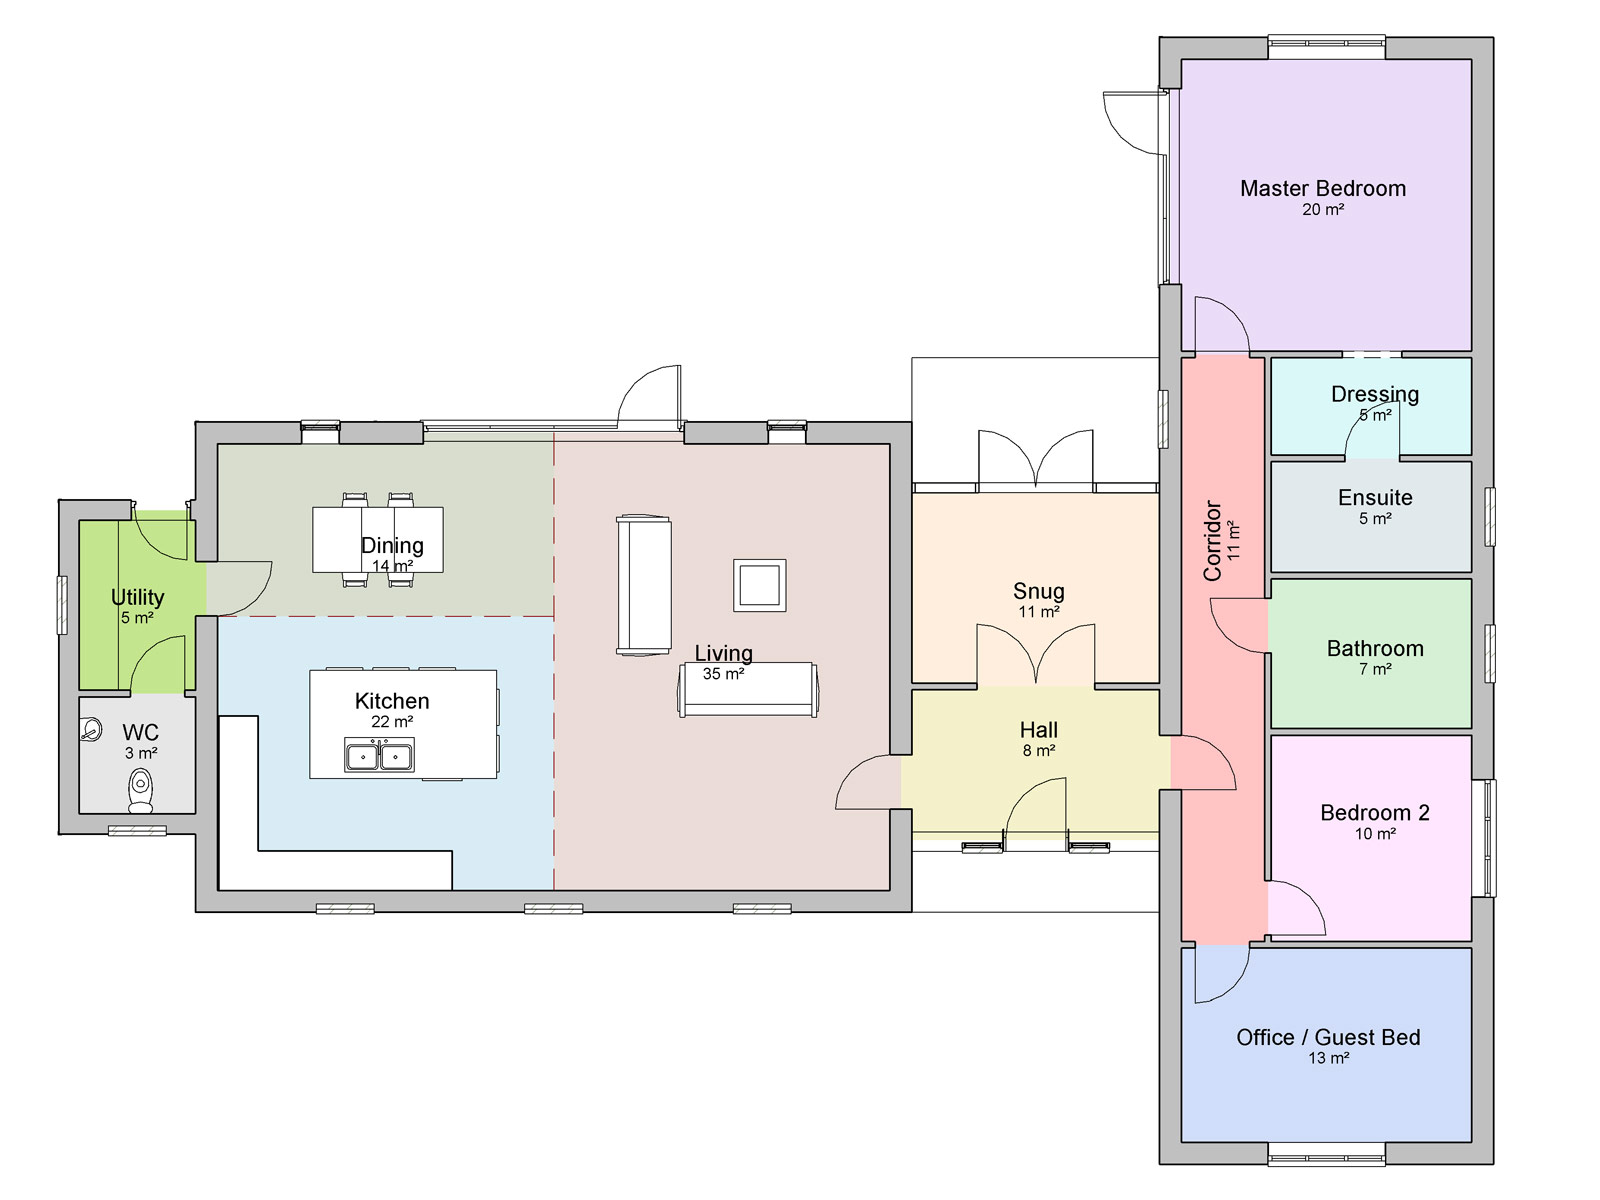 Master Bedroom
20 m²
Dressing
5 m²
Ensuite
5 m²
Corridor
11 m²
Dining
14 m²
Utility
5 m²
Snug
11 m²
Bathroom
7 m²
Living
35 m²
Kitchen
22 m²
WC
3 m²
Hall
8 m²
Bedroom 2
10 m²
Office / Guest Bed
13 m²